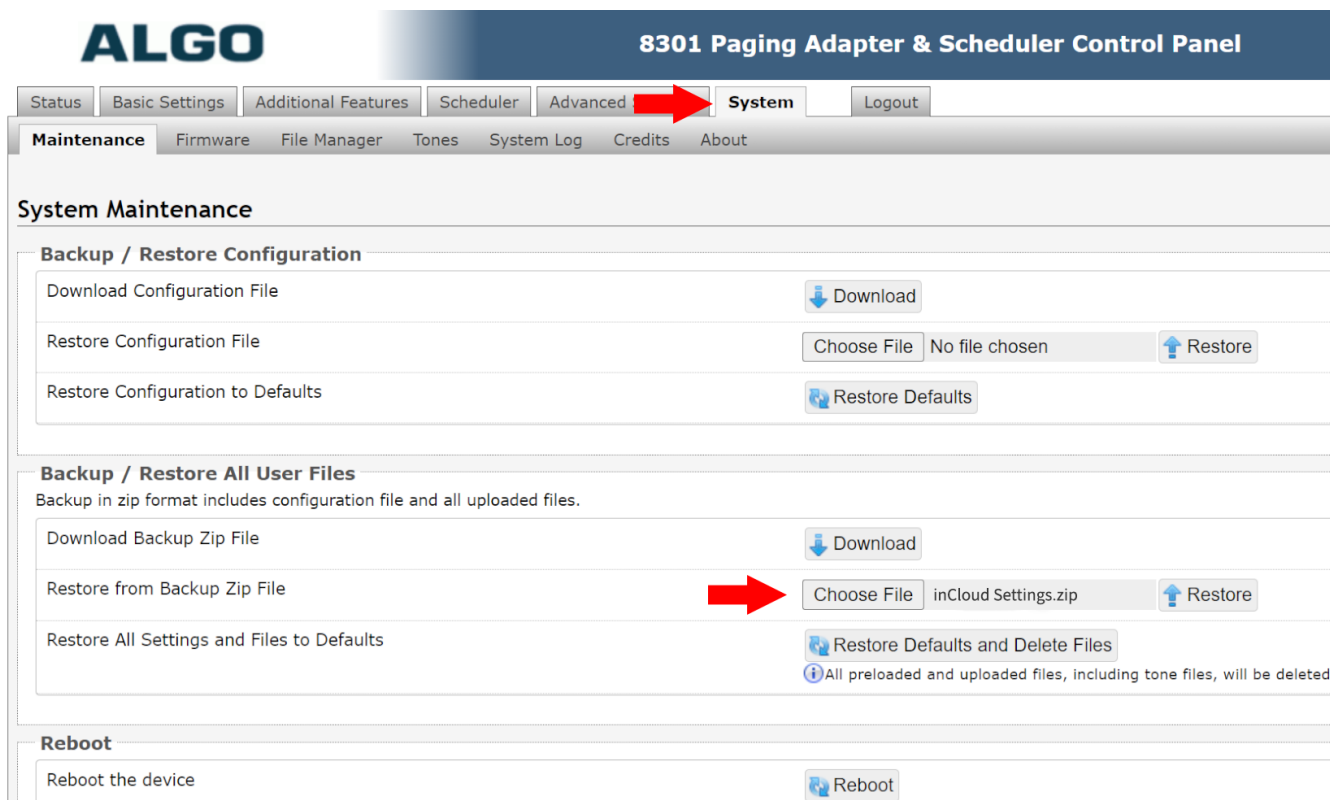 ALGO
8301 Paging Adapter & Scheduler Control Panel
Status Basic Settings Additional Features Scheduler Advanced System Logout
Maintenance Firmware File Manager Tones System Log Credits About
System Maintenance
Backup / Restore Configuration
Download Configuration File Download
Restore Configuration File Choose File No file chosen Restore
Restore Configuration to Defaults Restore Defaults
Backup / Restore All User Files
Backup in zip format includes configuration file and all uploaded files.
Download Backup Zip File Download
Restore from Backup Zip File Choose File inCloud Settings.zip Restore
Restore All Settings and Files to Defaults Restore Defaults and Delete Files
All preloaded and uploaded files, including tone files, will be deleted
Reboot
Reboot the device Reboot